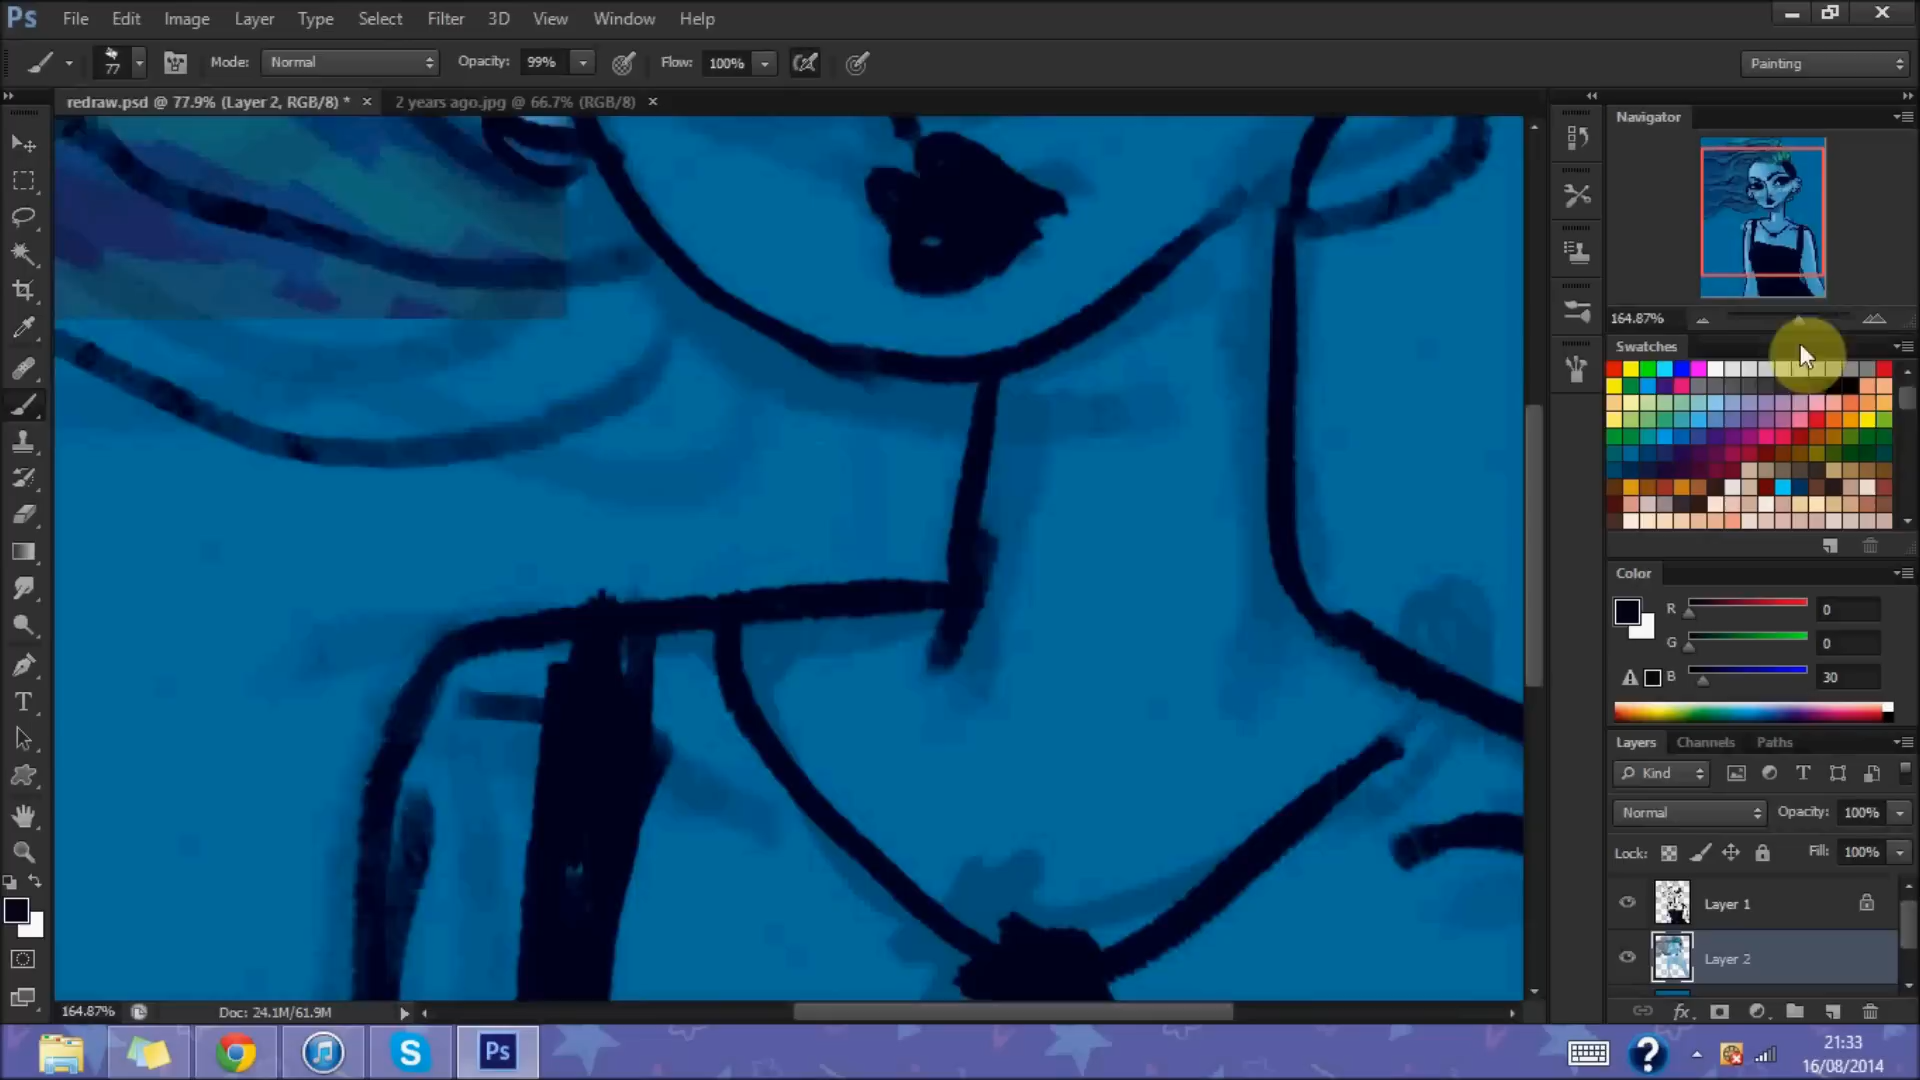 Ps File Edit Image Layer Type Select Filter 3D View Window Help
77 Mode: Normal Opacity: 99% Flow: 100% Painting
redraw.psd @ 77.9% (Layer 2, RGB/8) * × 2 years ago.jpg @ 66.7% (RGB/8) ×
Navigator
164.87%
Swatches
Color
R 0
G 0
B 30
Layers Channels Paths
Kind
Normal Opacity: 100%
Lock: Fill: 100%
Layer 1
Layer 2
164.87% Doc: 24.1M/61.9M
S Ps
21:33
16/08/2014